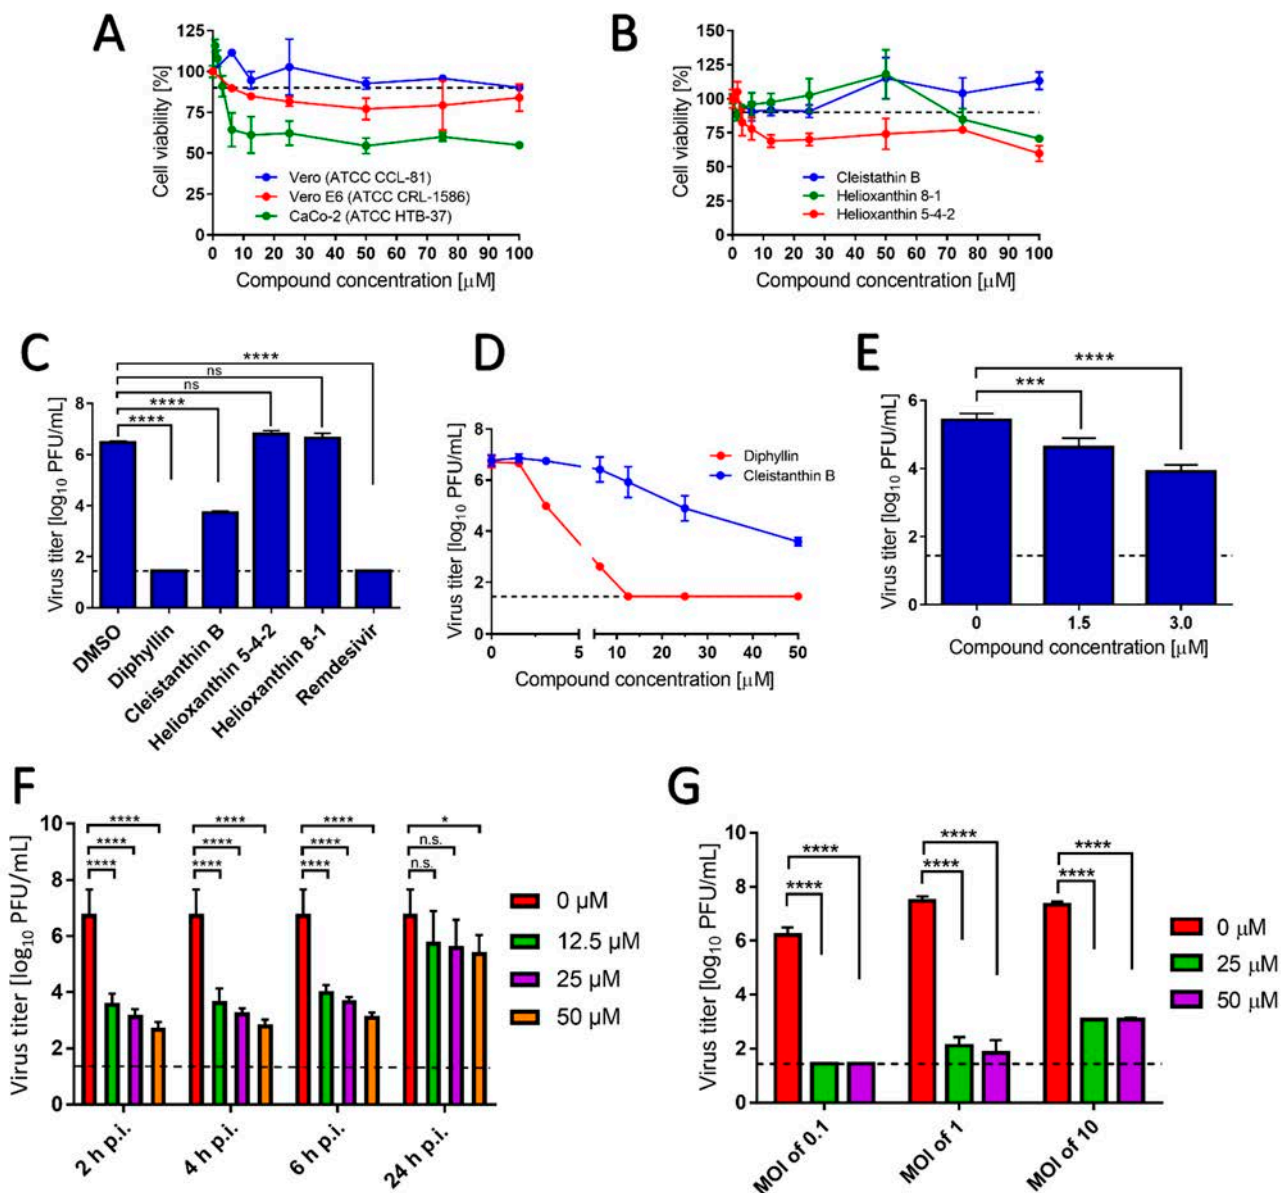 A
B
Cell viability [%]
125
100
75
50
25
0
Vero (ATCC CCL-81)
Vero E6 (ATCC CRL-1586)
CaCo-2 (ATCC HTB-37)
0 10 20 30 40 50 60 70 80 90 100
Compound concentration [μM]
Cell viability [%]
150
125
100
75
50
25
0
Cleistathin B
Helioxanthin 8-1
Helioxanthin 5-4-2
0 10 20 30 40 50 60 70 80 90 100
Compound concentration [μM]
C
D
E
Virus titer [log10 PFU/mL]
8
6
4
2
0
****
ns
ns
****
****
DMSO
Diphyllin
Cleistanthin B
Helioxanthin 5-4-2
Helioxanthin 8-1
Remdesivir
Virus titer [log10 PFU/mL]
8
6
4
2
0
Diphyllin
Cleistanthin B
0 5 10 20 30 40 50
Compound concentration [μM]
Virus titer [log10 PFU/mL]
6
4
2
0
****
***
0 1.5 3.0
Compound concentration [μM]
F
G
Virus titer [log10 PFU/mL]
10
8
6
4
2
0
**** **** **** *
**** **** **** n.s.
**** **** **** n.s.
2 h p.i.
4 h p.i.
6 h p.i.
24 h p.i.
0 μM
12.5 μM
25 μM
50 μM
Virus titer [log10 PFU/mL]
10
8
6
4
2
0
**** **** ****
**** **** ****
MOI of 0.1
MOI of 1
MOI of 10
0 μM
25 μM
50 μM